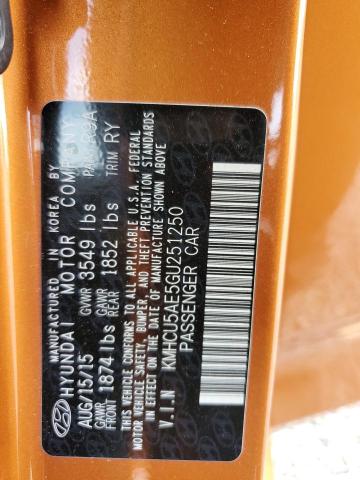 MANUFACTURED IN KOREA BY
HYUNDAI MOTOR COMPANY
AUG/15/15 GVWR 3549 lbs
GAWR FRONT 1874 lbs GAWR REAR 1852 lbs TRIM RY
THIS VEHICLE CONFORMS TO ALL APPLICABLE U.S.A. FEDERAL
MOTOR VEHICLE SAFETY, BUMPER, AND THEFT PREVENTION STANDARDS
IN EFFECT ON THE DATE OF MANUFACTURE SHOWN ABOVE
V.I.N KMHCU5AE5GU251250
PASSENGER CAR